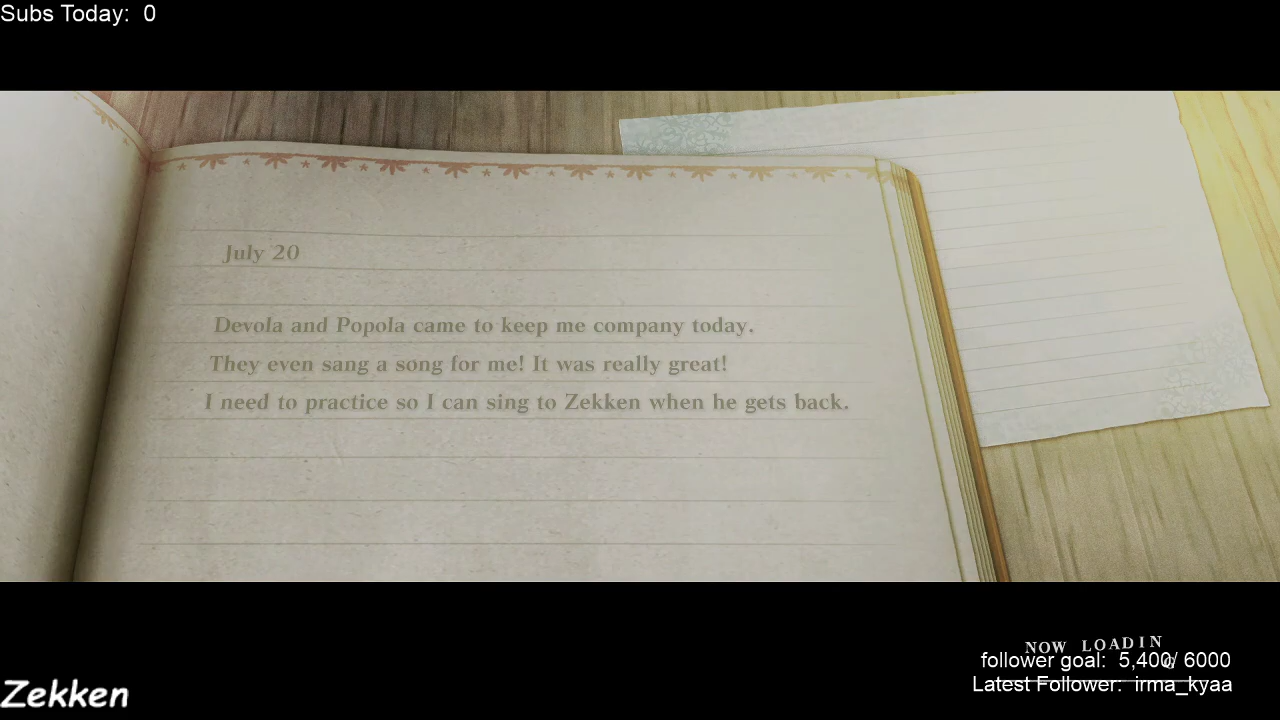 Subs Today: 0
July 20
Devola and Popola came to keep me company today.
They even sang a song for me! It was really great!
I need to practice so I can sing to Zekken when he gets back.
NOW LOADING
follower goal: 5,400/ 6000
Latest Follower: irma_kyaa
Zekken